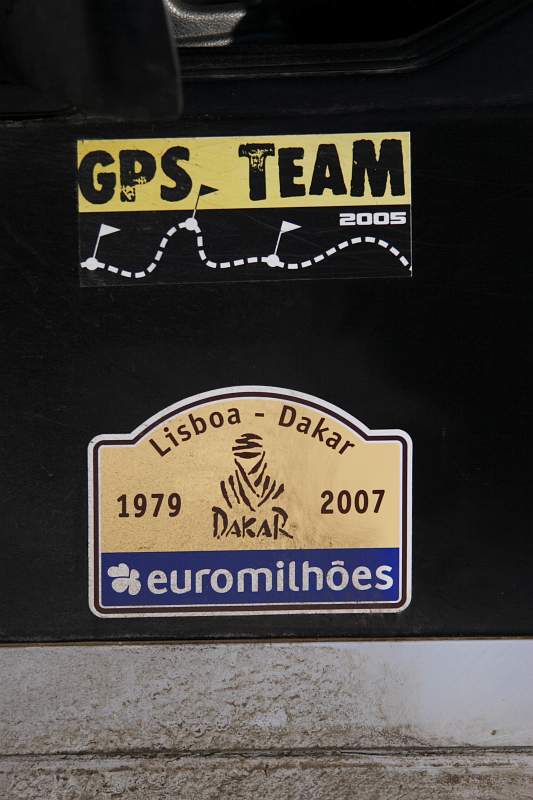 GPS TEAM
2005
Lisboa - Dakar
1979 2007
DAKAR
euromilhões